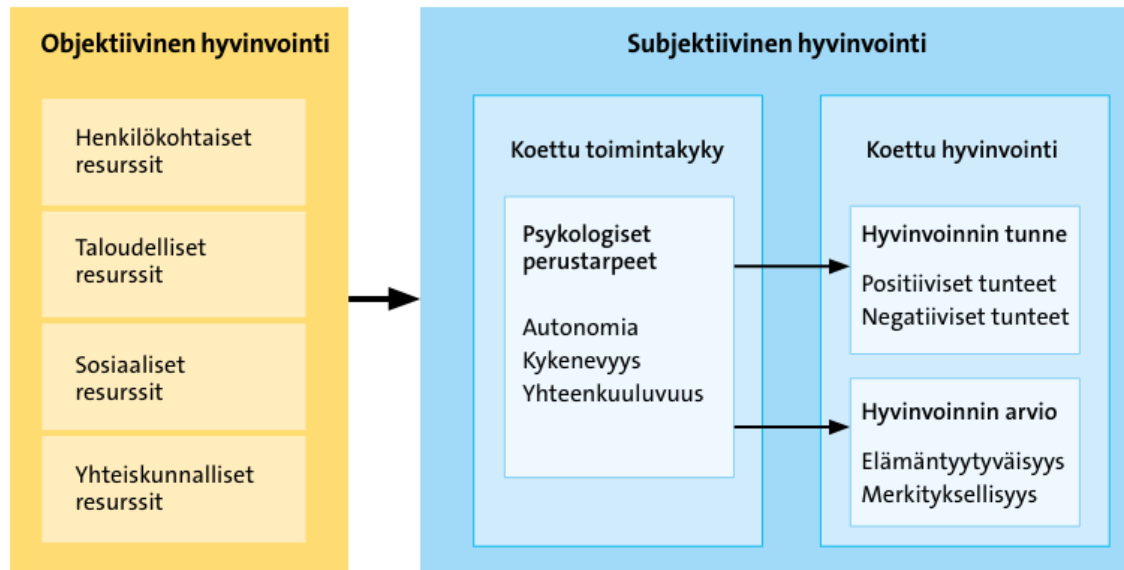 Objektiivinen hyvinvointi
Henkilökohtaiset
resurssit
Taloudelliset
resurssit
Sosiaaliset
resurssit
Yhteiskunnalliset
resurssit
Subjektiivinen hyvinvointi
Koettu toimintakyky
Psykologiset
perustarpeet
Autonomia
Kykenevyys
Yhteenkuuluvuus
Koettu hyvinvointi
Hyvinvoinnin tunne
Positiiviset tunteet
Negatiiviset tunteet
Hyvinvoinnin arvio
Elämäntyytyväisyys
Merkityksellisyys